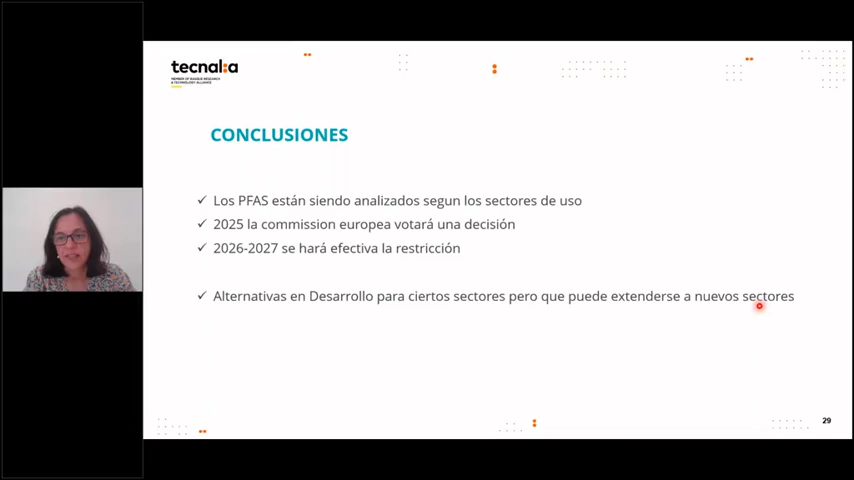 tecnalia
MEMBER OF BASQUE RESEARCH
& TECHNOLOGY ALLIANCE
CONCLUSIONES
✓ Los PFAS están siendo analizados segun los sectores de uso
✓ 2025 la commission europea votará una decisión
✓ 2026-2027 se hará efectiva la restricción
✓ Alternativas en Desarrollo para ciertos sectores pero que puede extenderse a nuevos sectores
29